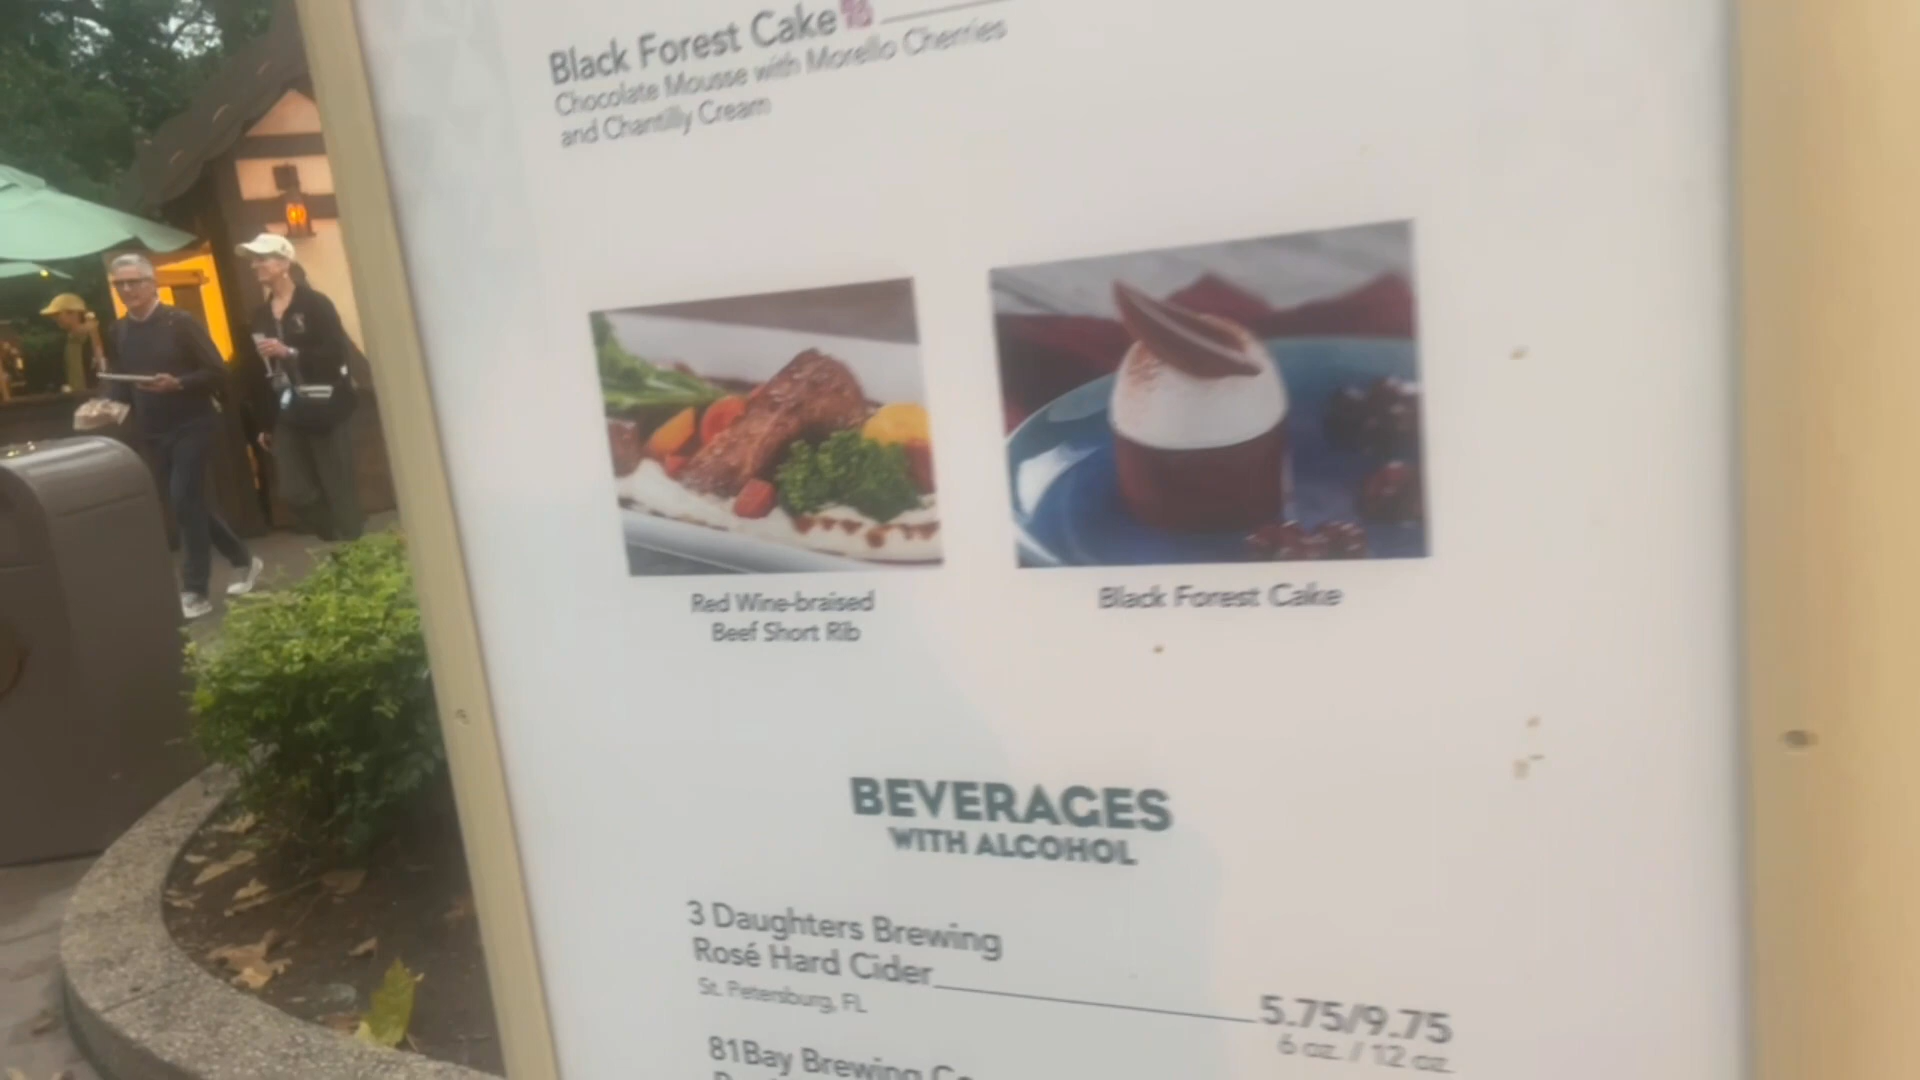 Black Forest Cake
Chocolate Mousse with Morello Cherries
and Chantilly Cream
Red Wine-braised
Beef Short Rib
Black Forest Cake
BEVERAGES
WITH ALCOHOL
3 Daughters Brewing
Rosé Hard Cider 5.75/9.75
St. Petersburg, FL 6 oz. / 12 oz.
81Bay Brewing